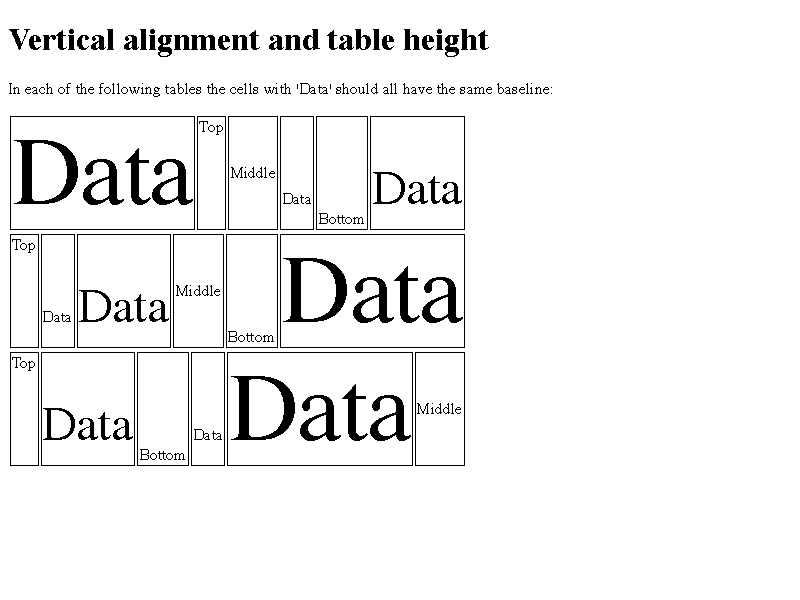 Vertical alignment and table height
In each of the following tables the cells with 'Data' should all have the same baseline:
Data Top Middle Data Bottom Data
Top Data Data Middle Bottom Data
Top Data Bottom Data Data Middle